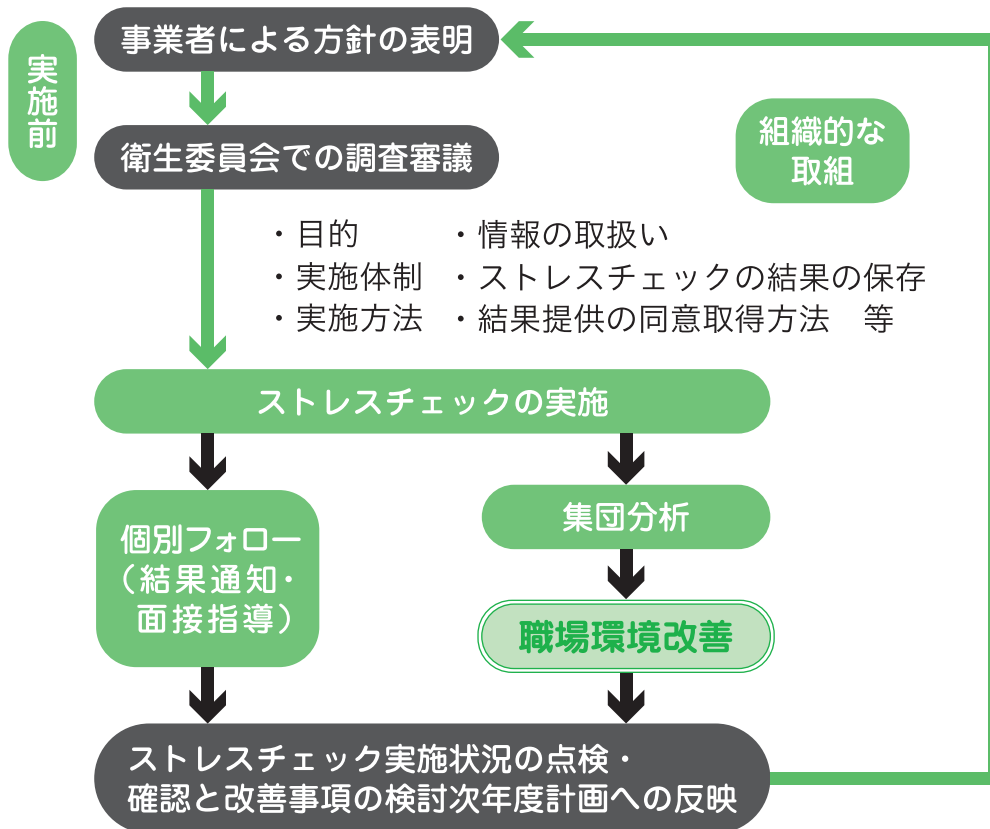 実施前
事業者による方針の表明
衛生委員会での調査審議
組織的な
取組
・目的
・実施体制
・実施方法
・情報の取扱い
・ストレスチェックの結果の保存
・結果提供の同意取得方法　等
ストレスチェックの実施
個別フォロー
（結果通知・
面接指導）
集団分析
職場環境改善
ストレスチェック実施状況の点検・
確認と改善事項の検討次年度計画への反映